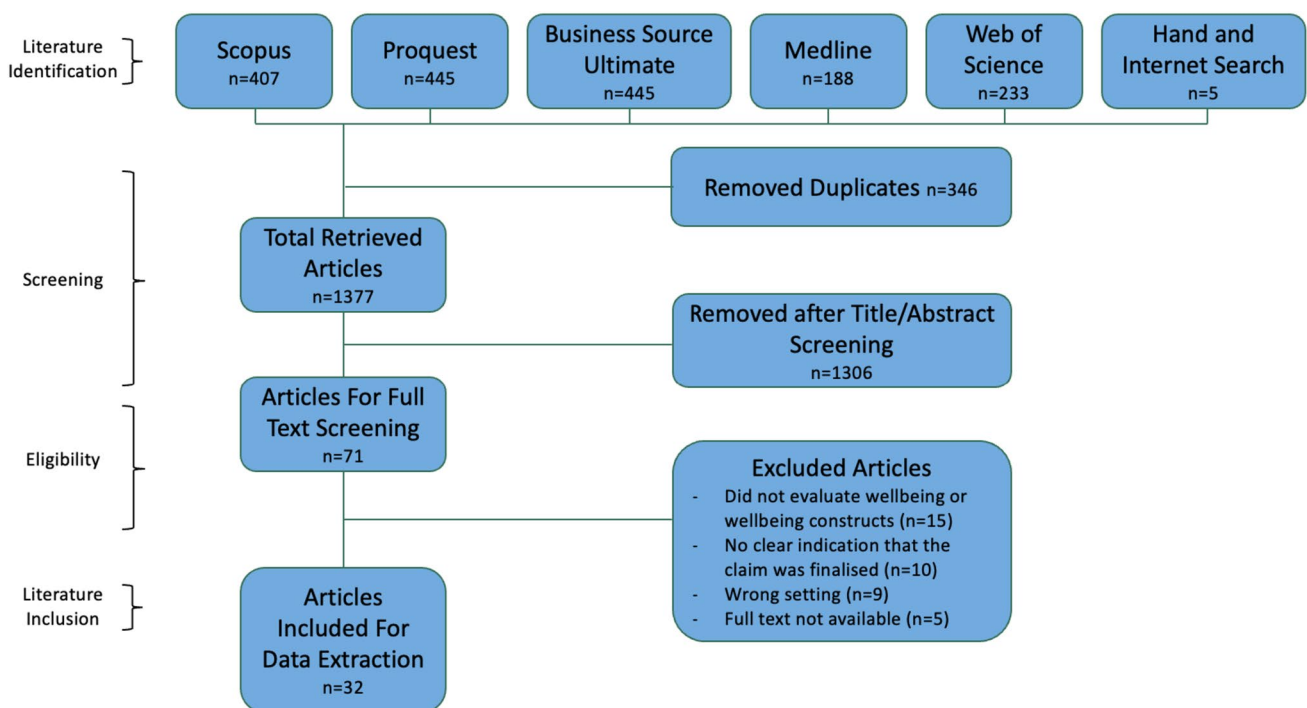 Literature
Identification
Scopus
n=407
Proquest
n=445
Business Source
Ultimate
n=445
Medline
n=188
Web of
Science
n=233
Hand and
Internet Search
n=5
Screening
Removed Duplicates n=346
Total Retrieved
Articles
n=1377
Removed after Title/Abstract
Screening
n=1306
Eligibility
Articles For Full
Text Screening
n=71
Excluded Articles
- Did not evaluate wellbeing or
wellbeing constructs (n=15)
- No clear indication that the
claim was finalised (n=10)
- Wrong setting (n=9)
- Full text not available (n=5)
Literature
Inclusion
Articles
Included For
Data Extraction
n=32